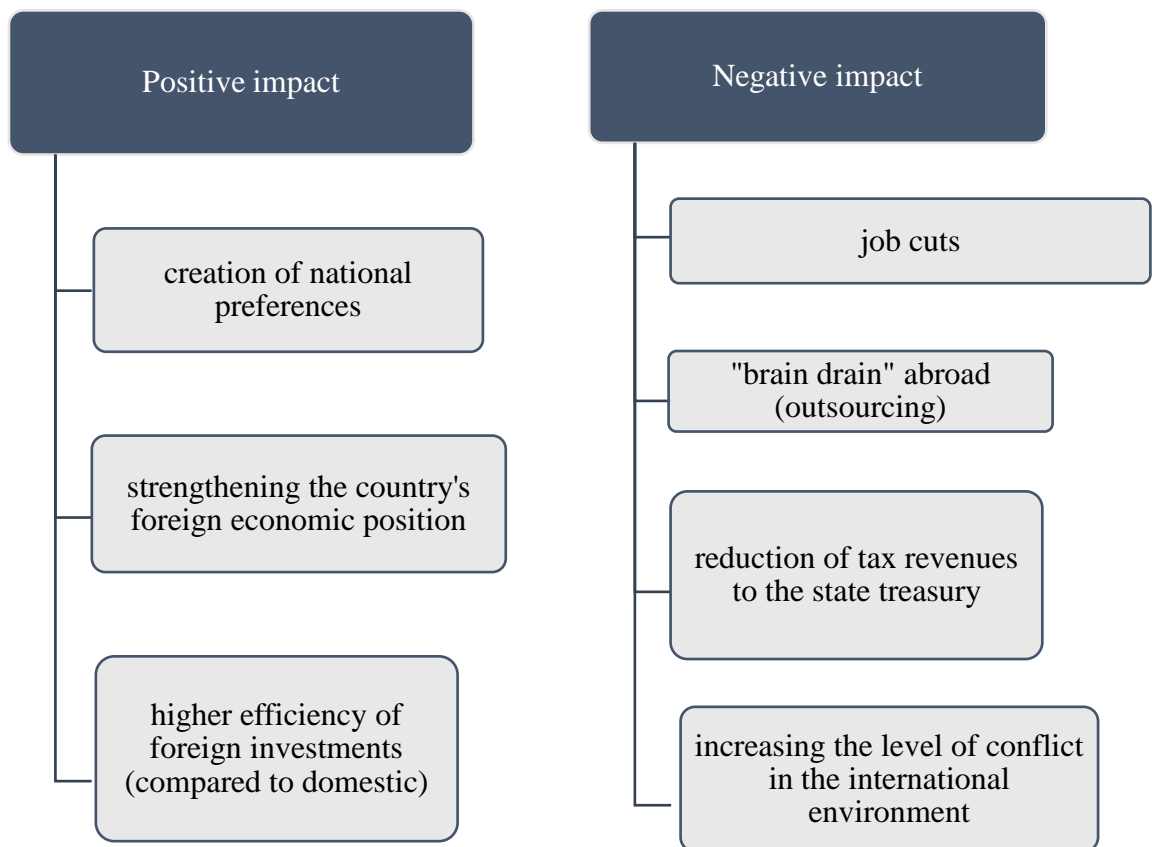 Positive impact
creation of national
preferences
strengthening the country's
foreign economic position
higher efficiency of
foreign investments
(compared to domestic)
Negative impact
job cuts
"brain drain" abroad
(outsourcing)
reduction of tax revenues
to the state treasury
increasing the level of conflict
in the international
environment